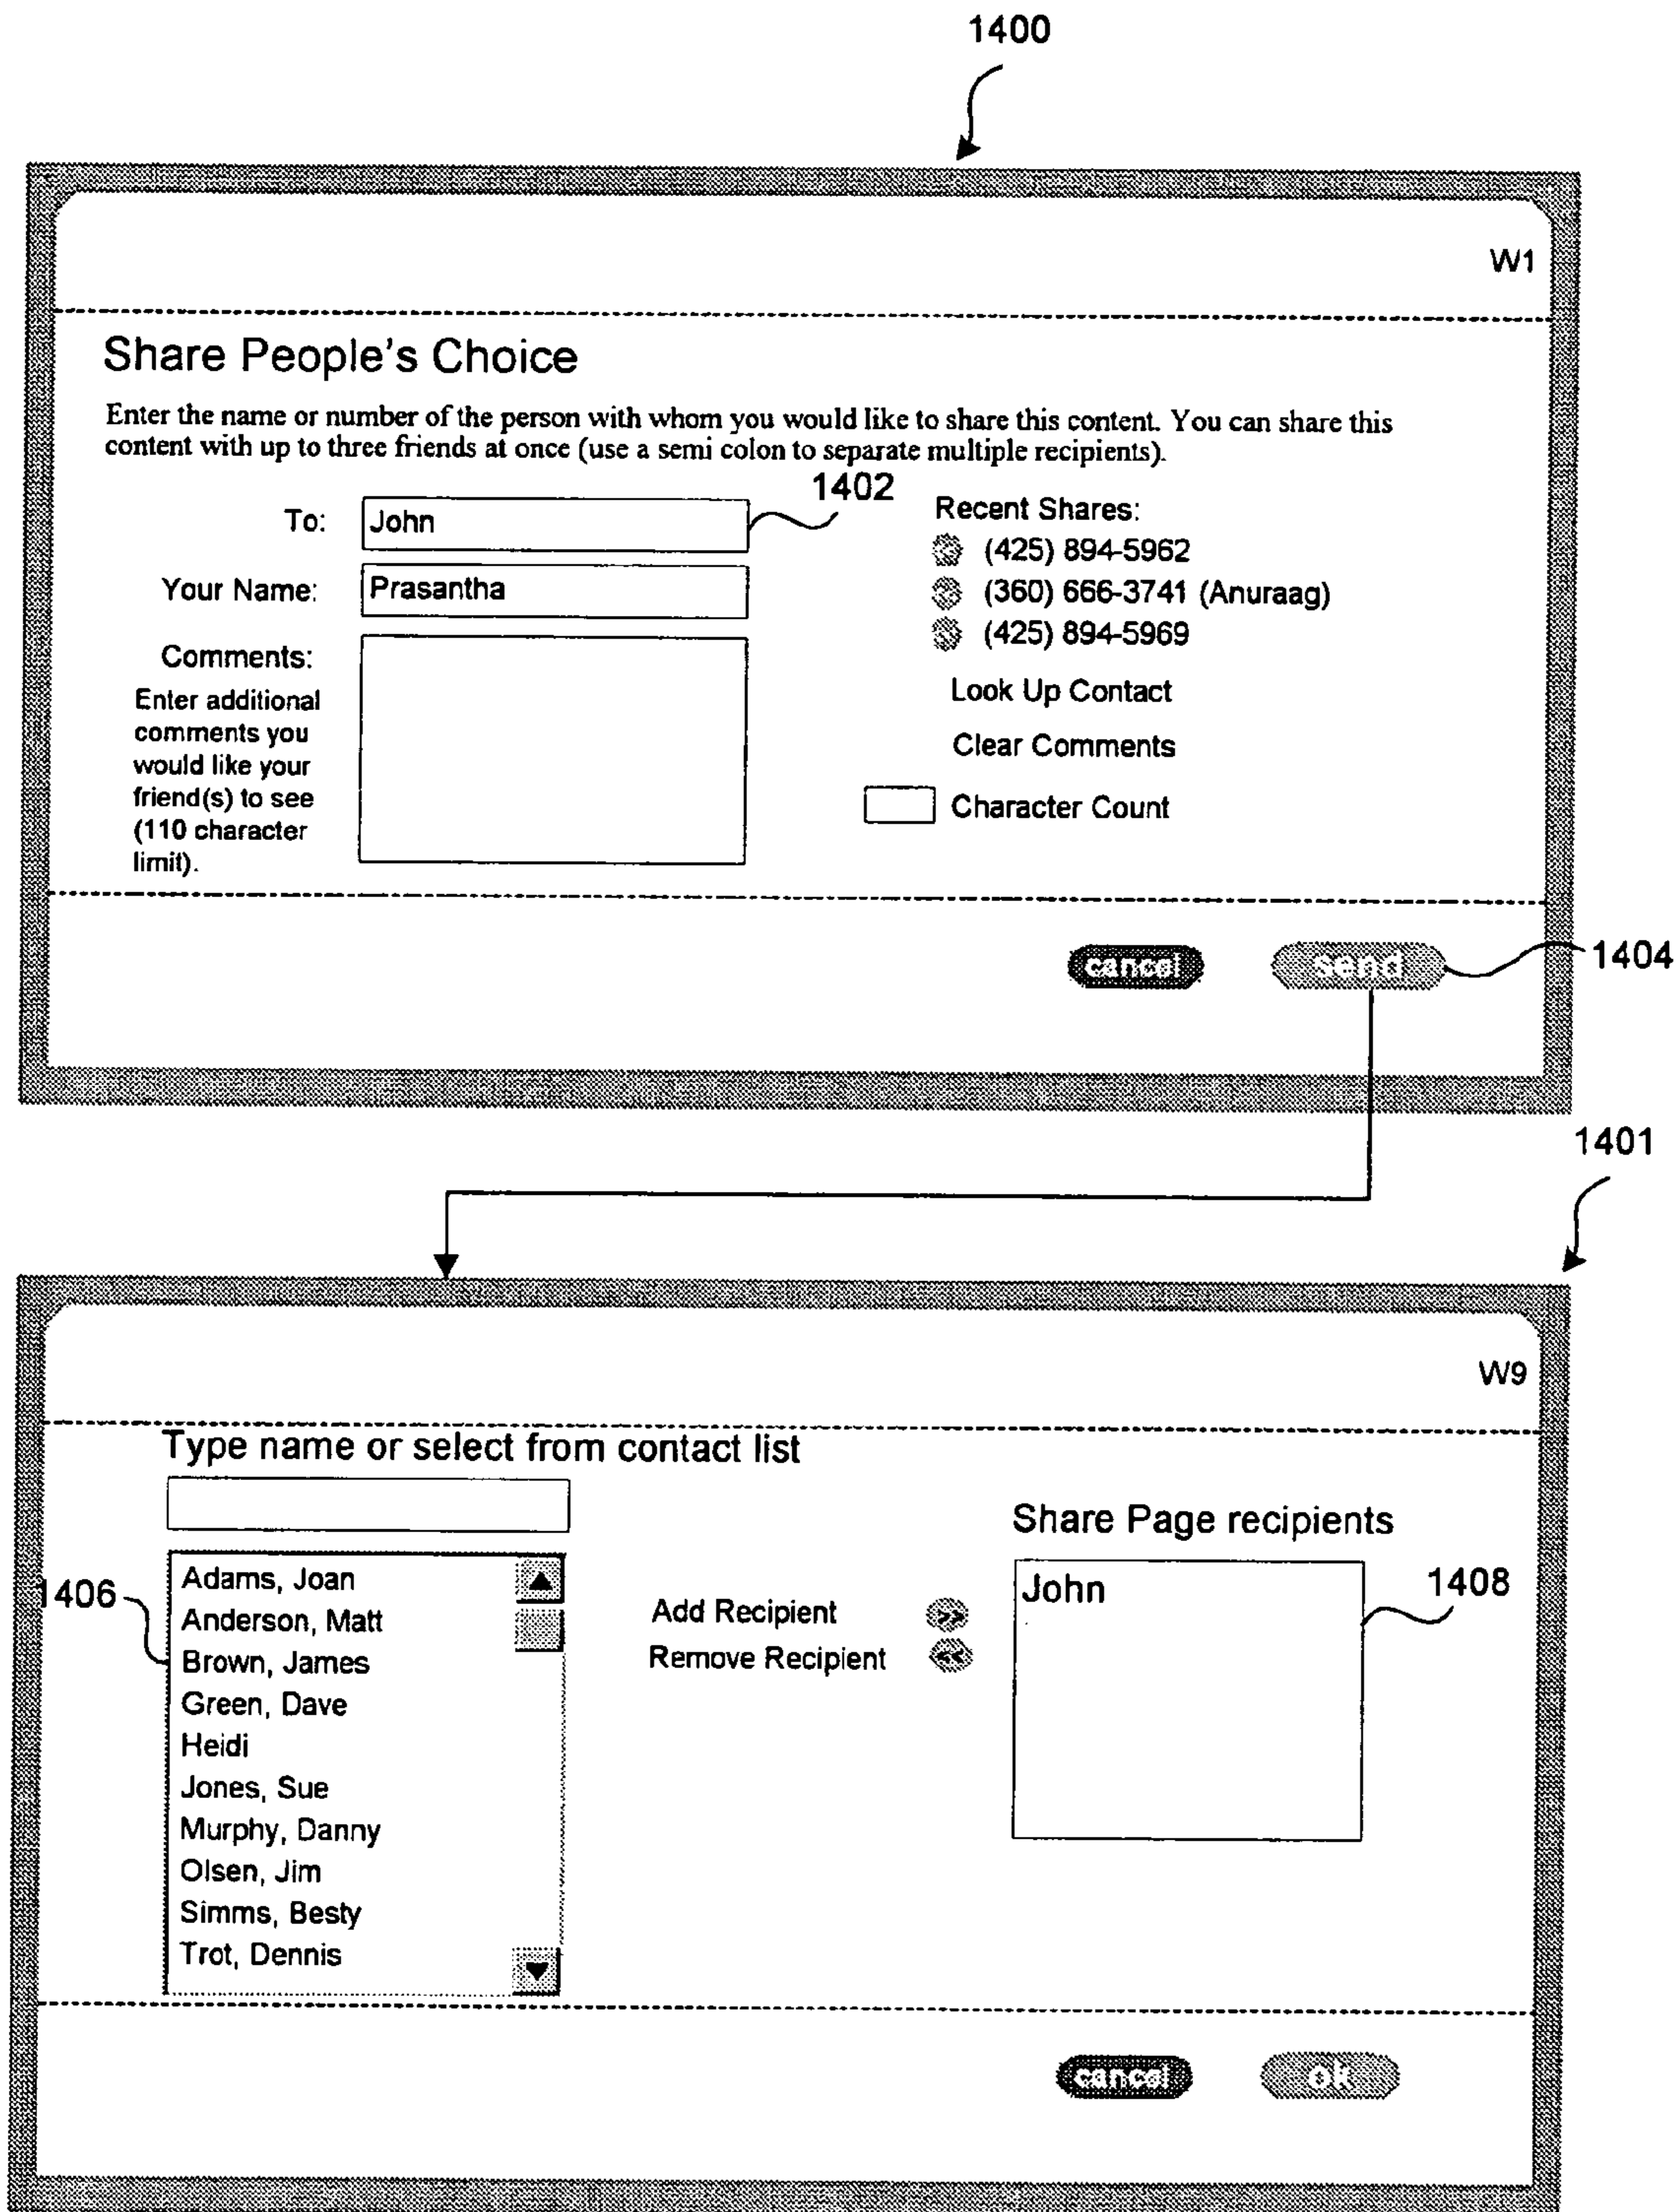 1400
W1
Share People's Choice
Enter the name or number of the person with whom you would like to share this content. You can share this
content with up to three friends at once (use a semi colon to separate multiple recipients).
1402
To:
John
Your Name:
Prasantha
Comments:
Enter additional
comments you
would like your
friend(s) to see
(110 character
limit).
Recent Shares:
(425) 894-5962
(360) 666-3741 (Anuraag)
(425) 894-5969
Look Up Contact
Clear Comments
Character Count
cancel
send
1404
1401
W9
Type name or select from contact list
1406
Adams, Joan
Anderson, Matt
Brown, James
Green, Dave
Heidi
Jones, Sue
Murphy, Danny
Olsen, Jim
Simms, Besty
Trot, Dennis
Add Recipient >>
Remove Recipient <<
Share Page recipients
John
1408
cancel
ok